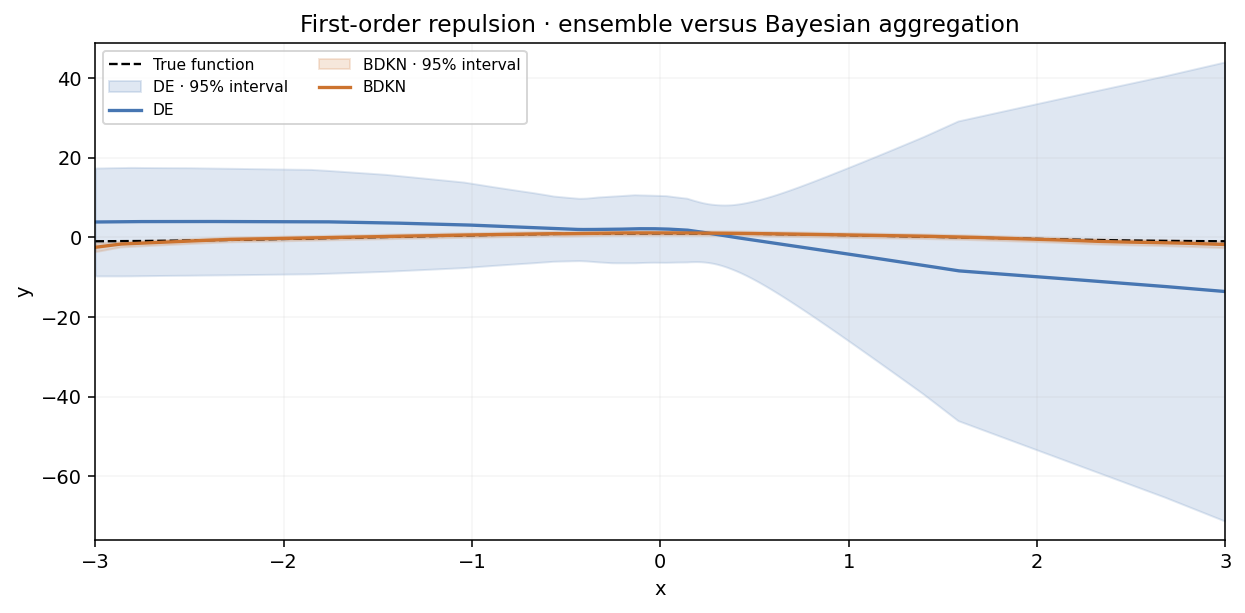 First-order repulsion · ensemble versus Bayesian aggregation
True function
DE · 95% interval
DE
BDKN · 95% interval
BDKN
y
40
20
0
−20
−40
−60
−3
−2
−1
0
1
2
3
x